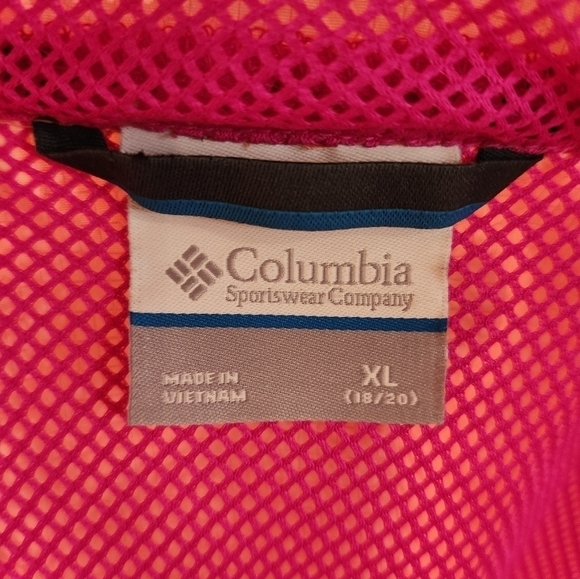 Columbia
Sportswear Company
MADE IN
VIETNAM
XL
(18/20)